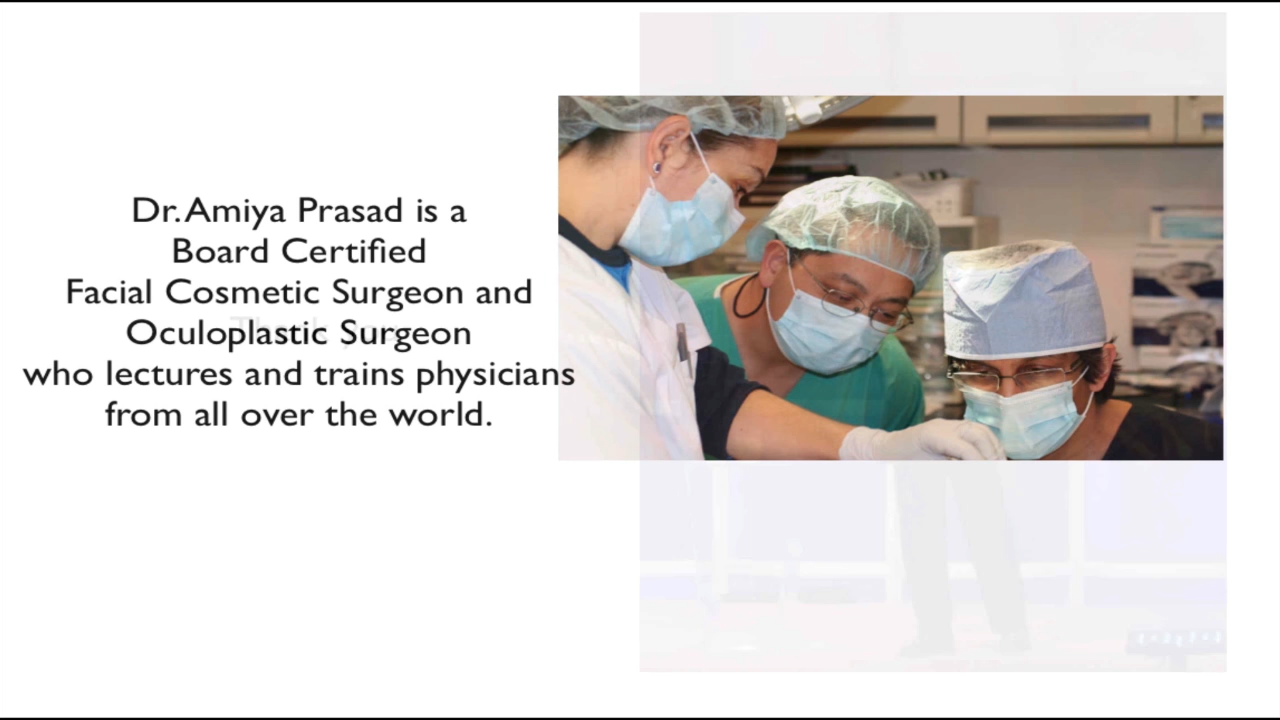 Dr. Amiya Prasad is a
Board Certified
Facial Cosmetic Surgeon and
Oculoplastic Surgeon
who lectures and trains physicians
from all over the world.